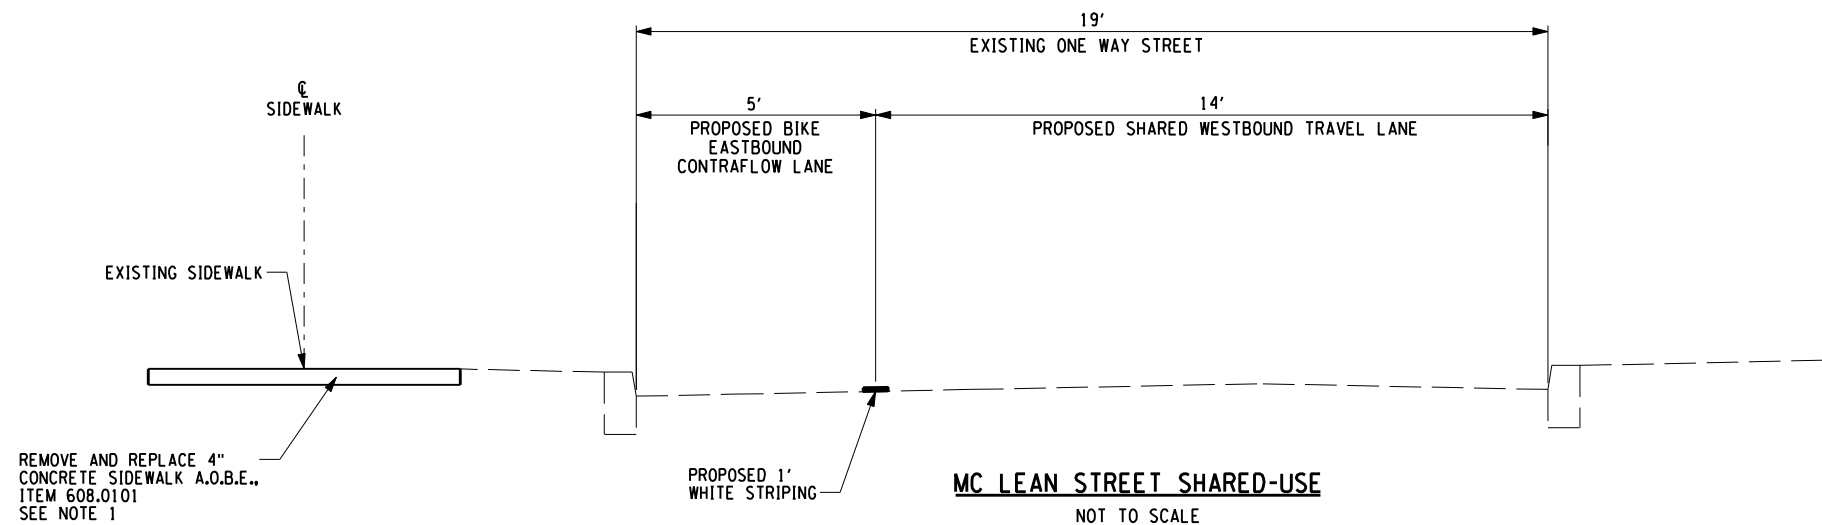 19'
EXISTING ONE WAY STREET
℄
SIDEWALK
5'
PROPOSED BIKE
EASTBOUND
CONTRAFLOW LANE
14'
PROPOSED SHARED WESTBOUND TRAVEL LANE
EXISTING SIDEWALK
REMOVE AND REPLACE 4"
CONCRETE SIDEWALK A.O.B.E.,
ITEM 608.0101
SEE NOTE 1
PROPOSED 1'
WHITE STRIPING
MC LEAN STREET SHARED-USE
NOT TO SCALE